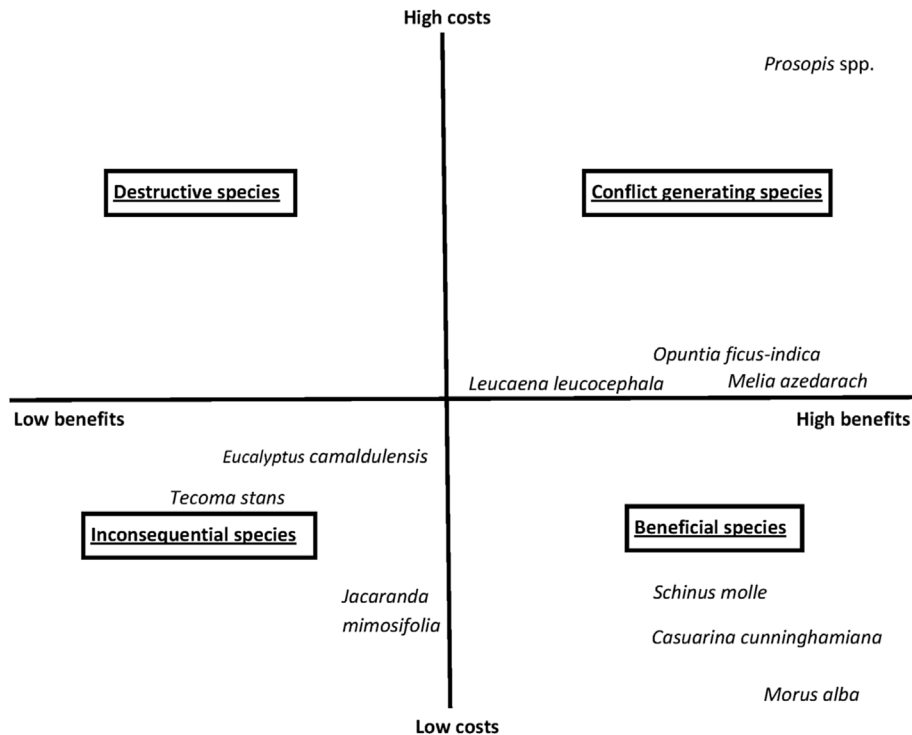 High costs
Prosopis spp.
Destructive species
Conflict generating species
Opuntia ficus-indica
Leucaena leucocephala
Melia azedarach
Low benefits
High benefits
Eucalyptus camaldulensis
Tecoma stans
Inconsequential species
Beneficial species
Jacaranda
mimosifolia
Schinus molle
Casuarina cunninghamiana
Morus alba
Low costs